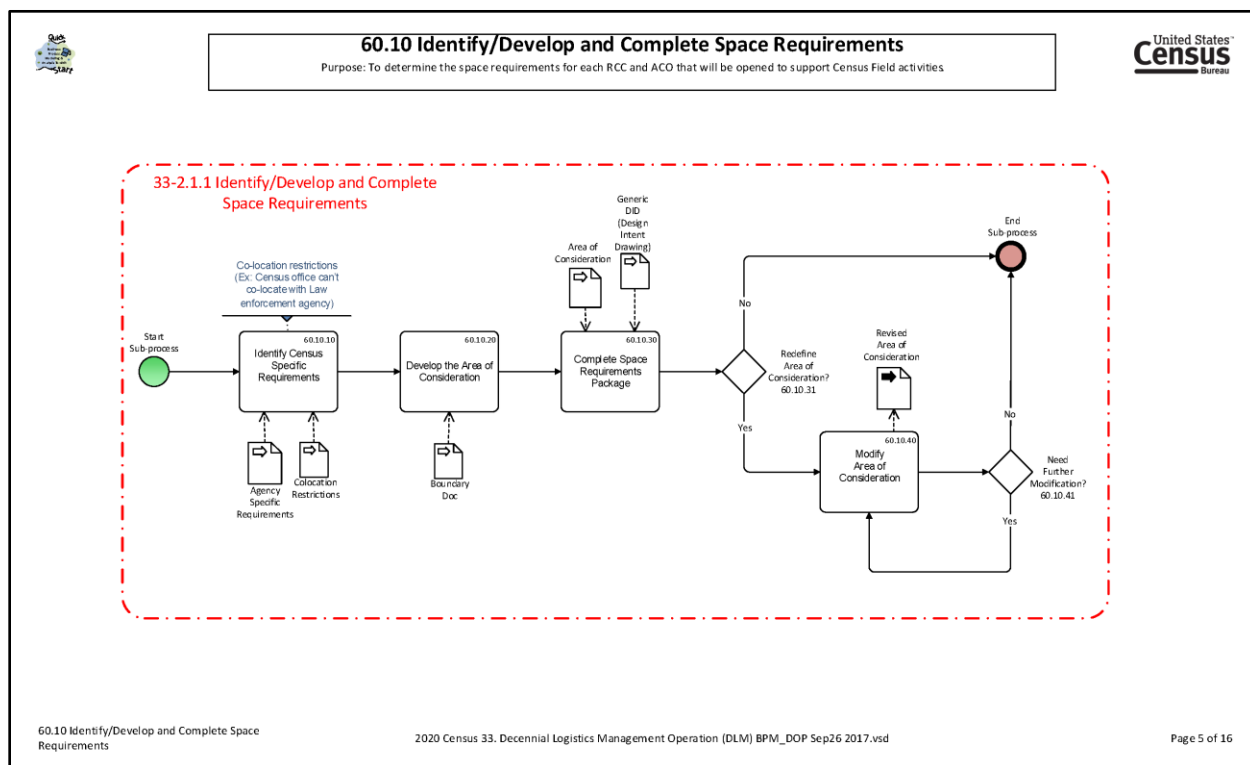 Quick
Start
60.10 Identify/Develop and Complete Space Requirements
Purpose: To determine the space requirements for each RCC and ACO that will be opened to support Census Field activities.
United States™
Census
Bureau
33-2.1.1 Identify/Develop and Complete
Space Requirements
Co-location restrictions
(Ex: Census office can't
co-locate with Law
enforcement agency)
Start
Sub-process
60.10.10
Identify Census
Specific
Requirements
Agency
Specific
Requirements
Colocation
Restrictions
60.10.20
Develop the Area of
Consideration
Boundary
Doc
Area of
Consideration
Generic
DID
(Design
Intent
Drawing)
60.10.30
Complete Space
Requirements
Package
No
Redefine
Area of
Consideration?
60.10.31
Yes
Revised
Area of
Consideration
60.10.40
Modify
Area of
Consideration
End
Sub-process
No
Need
Further
Modification?
60.10.41
Yes
60.10 Identify/Develop and Complete Space
Requirements
2020 Census 33. Decennial Logistics Management Operation (DLM) BPM_DOP Sep26 2017.vsd
Page 5 of 16